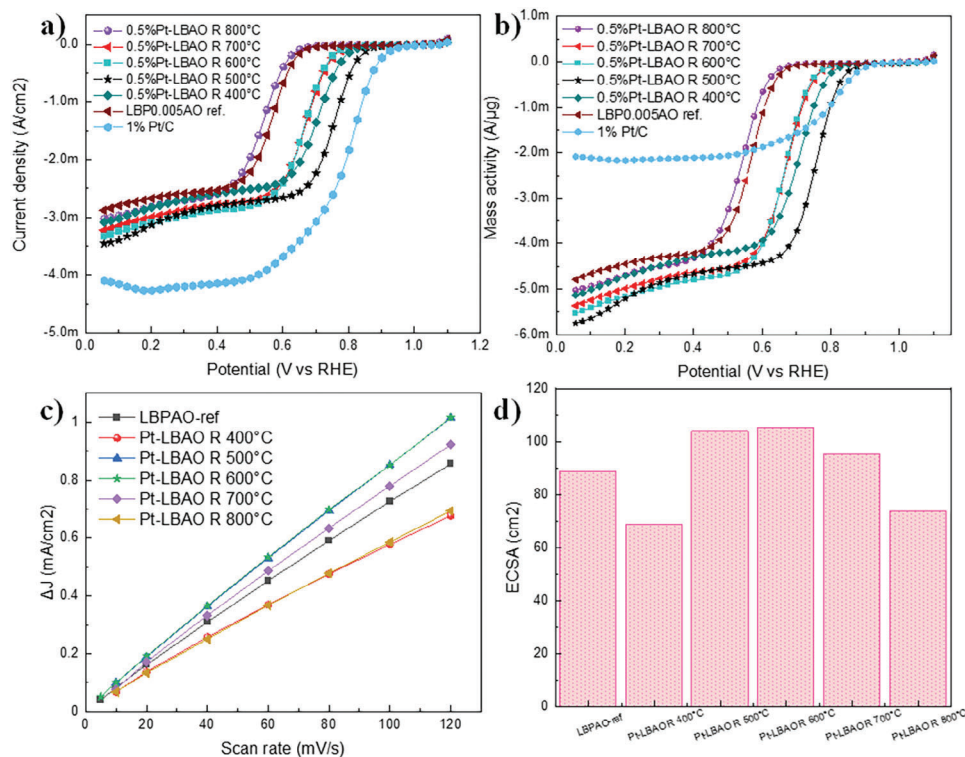 a)
0.5%Pt-LBAO R 800°C
0.5%Pt-LBAO R 700°C
0.5%Pt-LBAO R 600°C
0.5%Pt-LBAO R 500°C
0.5%Pt-LBAO R 400°C
LBP0.005AO ref.
1% Pt/C
Current density (A/cm2)
0.0
-1.0m
-2.0m
-3.0m
-4.0m
-5.0m
0.0 0.2 0.4 0.6 0.8 1.0 1.2
Potential (V vs RHE)
b)
0.5%Pt-LBAO R 800°C
0.5%Pt-LBAO R 700°C
0.5%Pt-LBAO R 600°C
0.5%Pt-LBAO R 500°C
0.5%Pt-LBAO R 400°C
LBP0.005AO ref.
1% Pt/C
Mass activity (A/μg)
0.0
-1.0m
-2.0m
-3.0m
-4.0m
-5.0m
-6.0m
0.0 0.2 0.4 0.6 0.8 1.0
Potential (V vs RHE)
c)
LBPAO-ref
Pt-LBAO R 400°C
Pt-LBAO R 500°C
Pt-LBAO R 600°C
Pt-LBAO R 700°C
Pt-LBAO R 800°C
ΔJ (mA/cm2)
1
0.8
0.6
0.4
0.2
0
20 40 60 80 100 120
Scan rate (mV/s)
d)
ECSA (cm2)
120
100
80
60
40
20
0
LBPAO-ref
Pt-LBAOR 400°C
Pt-LBAO R 500°C
Pt-LBAOR 600°C
Pt-LBAOR 700°C
Pt-LBAO R 800°C